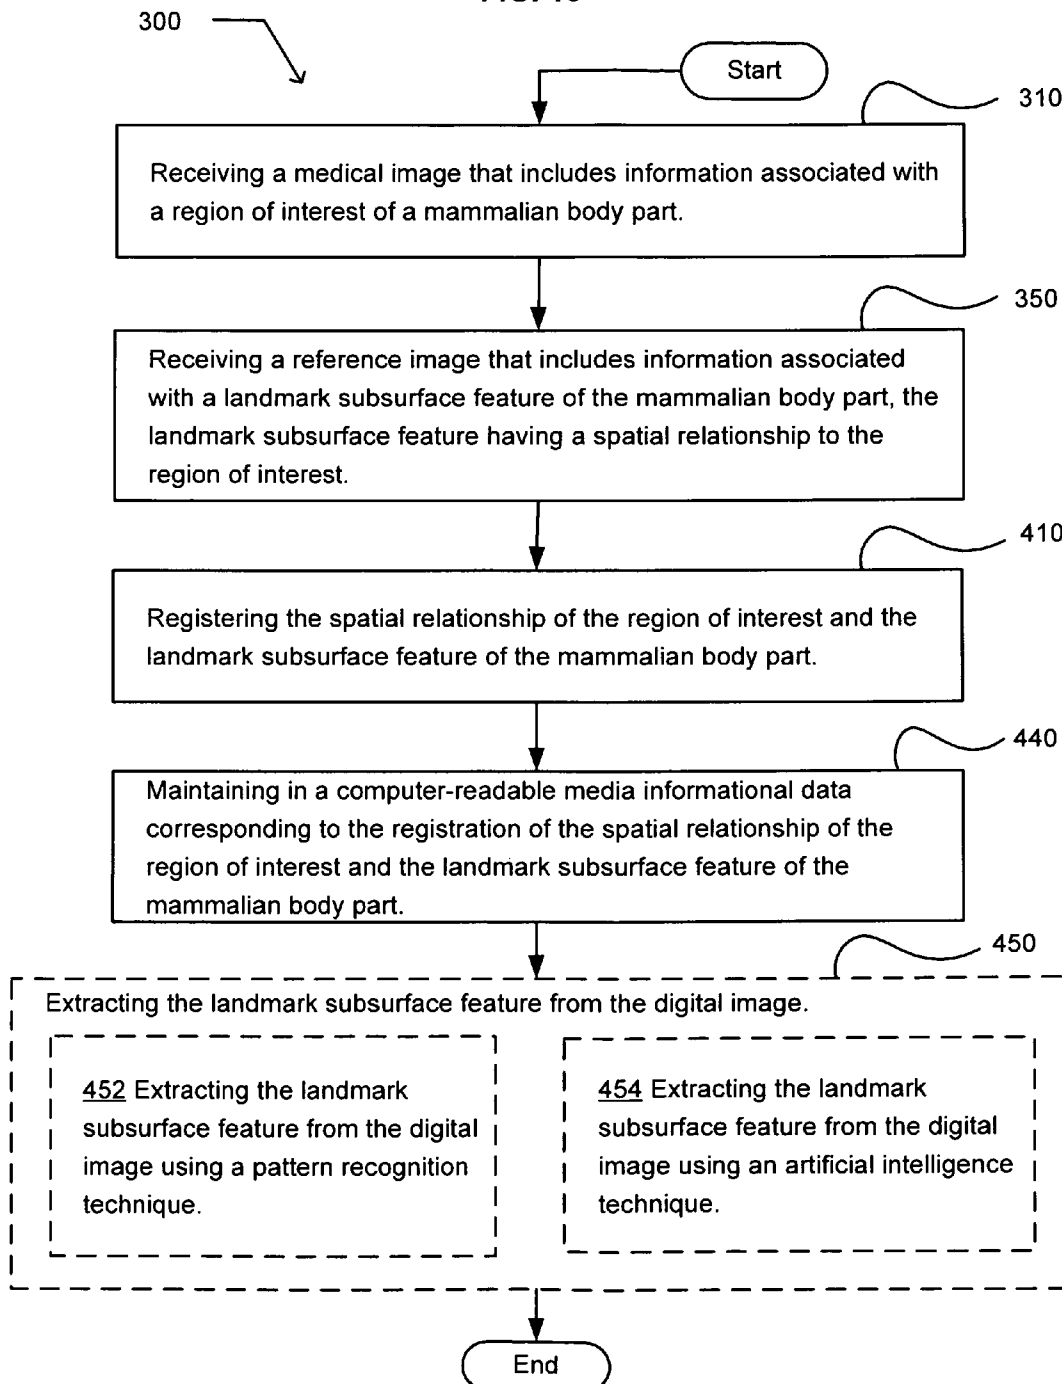 300
Start
310
Receiving a medical image that includes information associated with
a region of interest of a mammalian body part.
350
Receiving a reference image that includes information associated
with a landmark subsurface feature of the mammalian body part, the
landmark subsurface feature having a spatial relationship to the
region of interest.
410
Registering the spatial relationship of the region of interest and the
landmark subsurface feature of the mammalian body part.
440
Maintaining in a computer-readable media informational data
corresponding to the registration of the spatial relationship of the
region of interest and the landmark subsurface feature of the
mammalian body part.
450
Extracting the landmark subsurface feature from the digital image.
452 Extracting the landmark
subsurface feature from the digital
image using a pattern recognition
technique.
454 Extracting the landmark
subsurface feature from the digital
image using an artificial intelligence
technique.
End